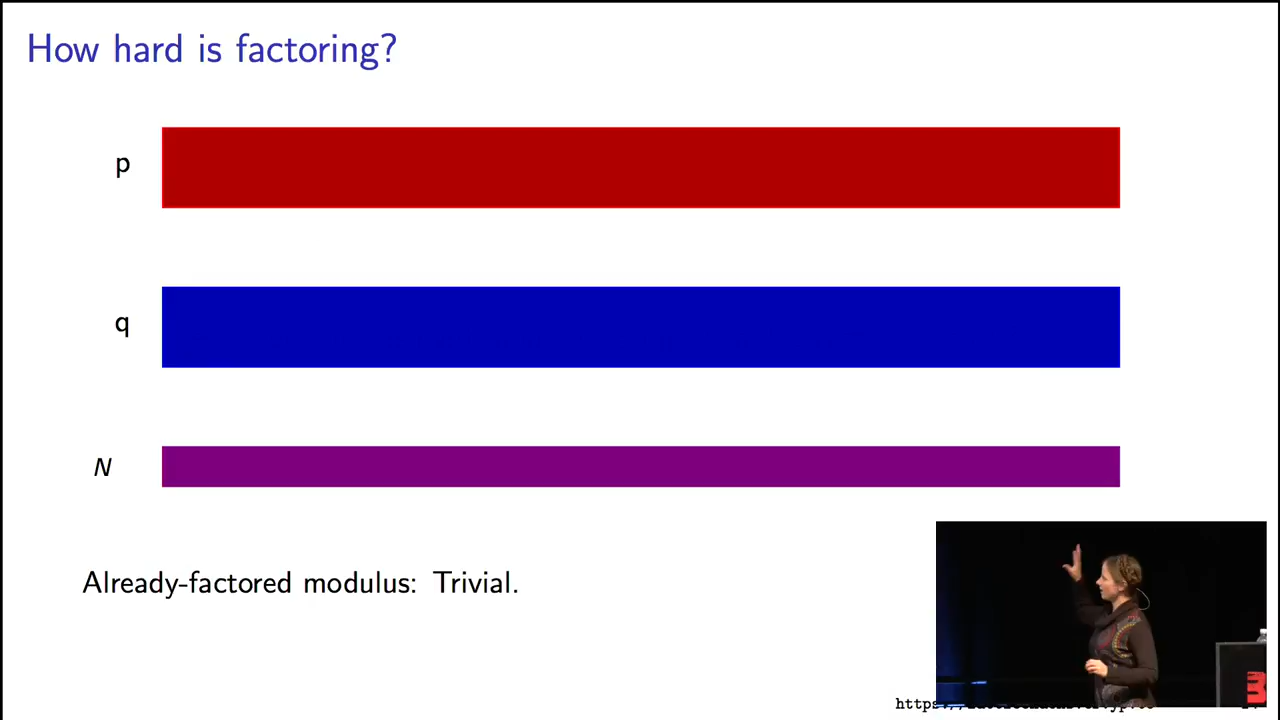 How hard is factoring?
p
q
N
Already-factored modulus: Trivial.